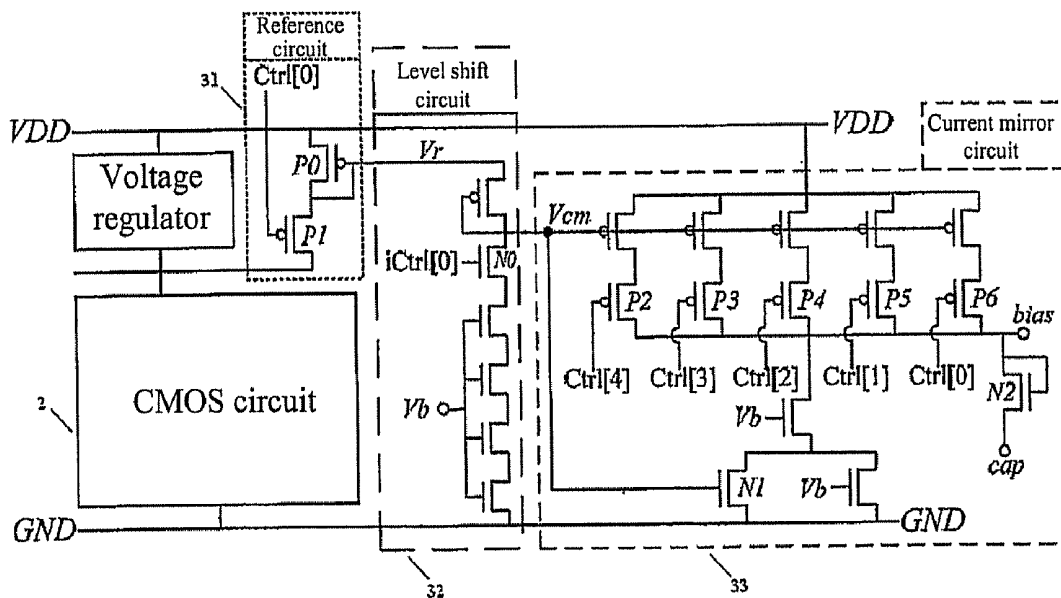 Reference
circuit
31
Ctrl[0]
Level shift
circuit
VDD
VDD
Current mirror
circuit
Voltage
regulator
P0
Vr
P1
Vcm
iCtrl[0]
N0
P2
P3
P4
P5
P6
bias
Ctrl[4]
Ctrl[3]
Ctrl[2]
Ctrl[1]
Ctrl[0]
N2
2
CMOS circuit
Vb
Vb
cap
N1
Vb
GND
GND
32
33